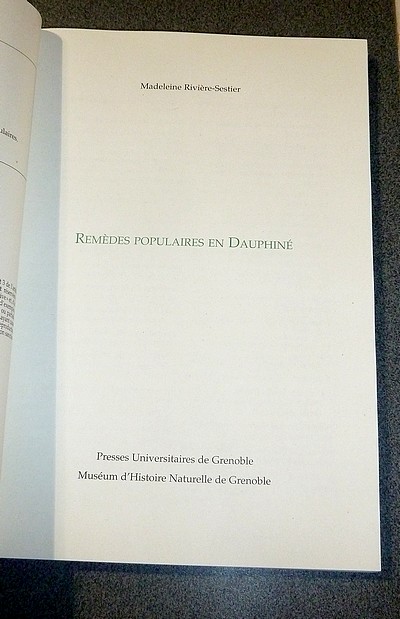 Madeleine Rivière-Sestier
REMÈDES POPULAIRES EN DAUPHINÉ
Presses Universitaires de Grenoble
Muséum d'Histoire Naturelle de Grenoble